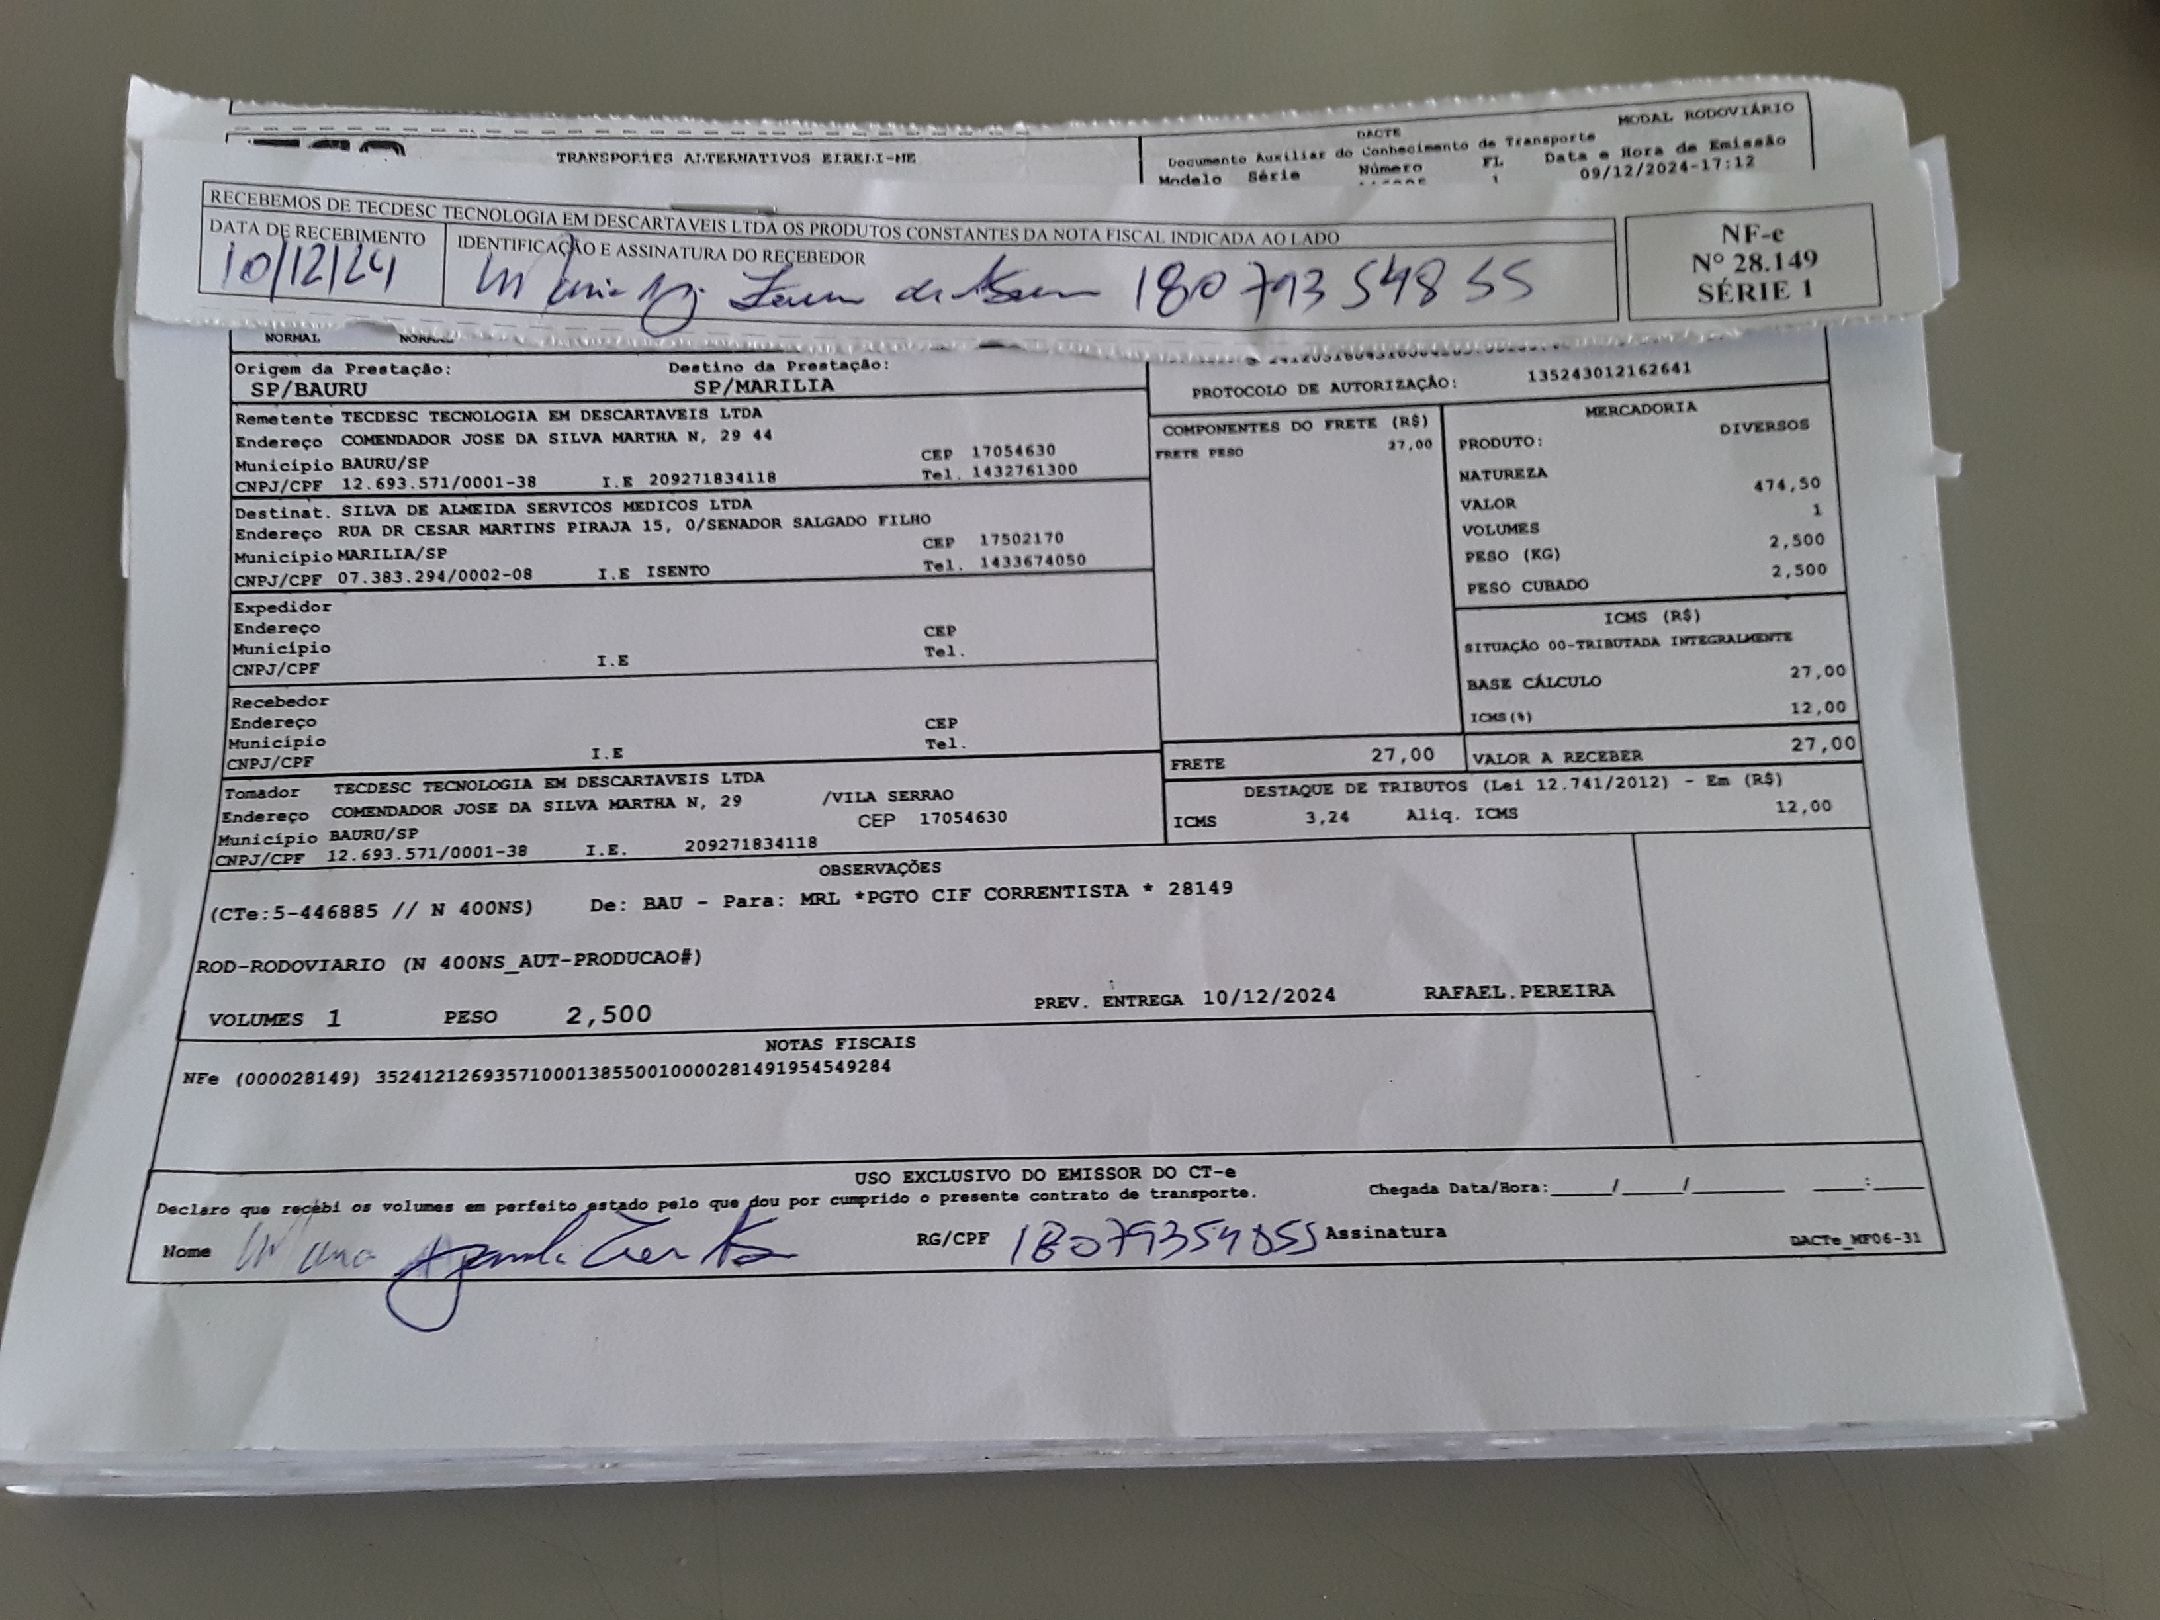 MODAL RODOVIÁRIO
TRANSPORTES ALTERNATIVOS EIRELI-ME
DACTE
Documento Auxiliar do Conhecimento de Transporte
Modelo Série Número FL Data e Hora de Emissão
1 09/12/2024-17:12
RECEBEMOS DE TECDESC TECNOLOGIA EM DESCARTAVEIS LTDA OS PRODUTOS CONSTANTES DA NOTA FISCAL INDICADA AO LADO
DATA DE RECEBIMENTO
10/12/24
IDENTIFICAÇÃO E ASSINATURA DO RECEBEDOR
Maria 18079354855
NF-e
Nº 28.149
SÉRIE 1
NORMAL NORMAL
Origem da Prestação: Destino da Prestação:
SP/BAURU SP/MARILIA
PROTOCOLO DE AUTORIZAÇÃO: 135243012162641
Remetente TECDESC TECNOLOGIA EM DESCARTAVEIS LTDA
Endereço COMENDADOR JOSE DA SILVA MARTHA N, 29 44
Município BAURU/SP CEP 17054630
CNPJ/CPF 12.693.571/0001-38 I.E 209271834118 Tel. 1432761300
Destinat. SILVA DE ALMEIDA SERVICOS MEDICOS LTDA
Endereço RUA DR CESAR MARTINS PIRAJA 15, 0/SENADOR SALGADO FILHO
Município MARILIA/SP CEP 17502170
CNPJ/CPF 07.383.294/0002-08 I.E ISENTO Tel. 1433674050
Expedidor
Endereço
Município CEP
CNPJ/CPF I.E Tel.
Recebedor
Endereço
Município CEP
CNPJ/CPF I.E Tel.
Tomador TECDESC TECNOLOGIA EM DESCARTAVEIS LTDA
Endereço COMENDADOR JOSE DA SILVA MARTHA N, 29 /VILA SERRAO
Município BAURU/SP CEP 17054630
CNPJ/CPF 12.693.571/0001-38 I.E. 209271834118
COMPONENTES DO FRETE (R$)
FRETE PESO 27,00
MERCADORIA
PRODUTO: DIVERSOS
NATUREZA
VALOR 474,50
VOLUMES 1
PESO (KG) 2,500
PESO CUBADO 2,500
ICMS (R$)
SITUAÇÃO 00-TRIBUTADA INTEGRALMENTE
BASE CÁLCULO 27,00
ICMS(%) 12,00
FRETE 27,00 VALOR A RECEBER 27,00
DESTAQUE DE TRIBUTOS (Lei 12.741/2012) - Em (R$)
ICMS 3,24 Aliq. ICMS 12,00
OBSERVAÇÕES
(CTe:5-446885 // N 400NS) De: BAU - Para: MRL *PGTO CIF CORRENTISTA * 28149
ROD-RODOVIARIO (N 400NS_AUT-PRODUCAO#)
VOLUMES 1 PESO 2,500 PREV. ENTREGA 10/12/2024 RAFAEL.PEREIRA
NOTAS FISCAIS
NFe (000028149) 35241212693571000138550010000281491954549284
USO EXCLUSIVO DO EMISSOR DO CT-e
Declaro que recebi os volumes em perfeito estado pelo que dou por cumprido o presente contrato de transporte. Chegada Data/Hora:_____/_____/________ ____:____
Nome Maria RG/CPF 18079354855 Assinatura
DACTe_MF06-31